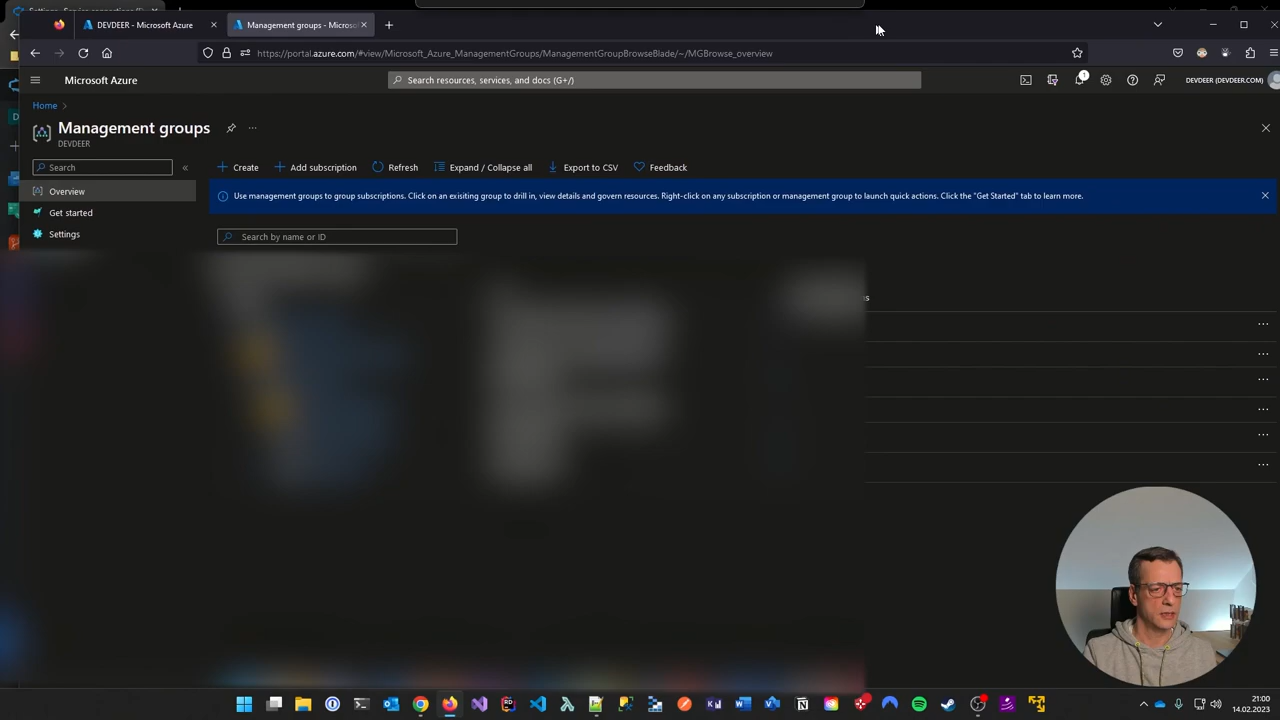 Settings · Service connections
DEVDEER - Microsoft Azure
Management groups - Microso
https://portal.azure.com/#view/Microsoft_Azure_ManagementGroups/ManagementGroupBrowseBlade/~/MGBrowse_overview
Microsoft Azure
Search resources, services, and docs (G+/)
1
DEVDEER (DEVDEER.COM)
Home
Management groups
DEVDEER
Search
Create
Add subscription
Refresh
Expand / Collapse all
Export to CSV
Feedback
Overview
Use management groups to group subscriptions. Click on an exisiting group to drill in, view details and govern resources. Right-click on any subscription or management group to launch quick actions. Click the "Get Started" tab to learn more.
Get started
Settings
Search by name or ID
21:00
14.02.2023